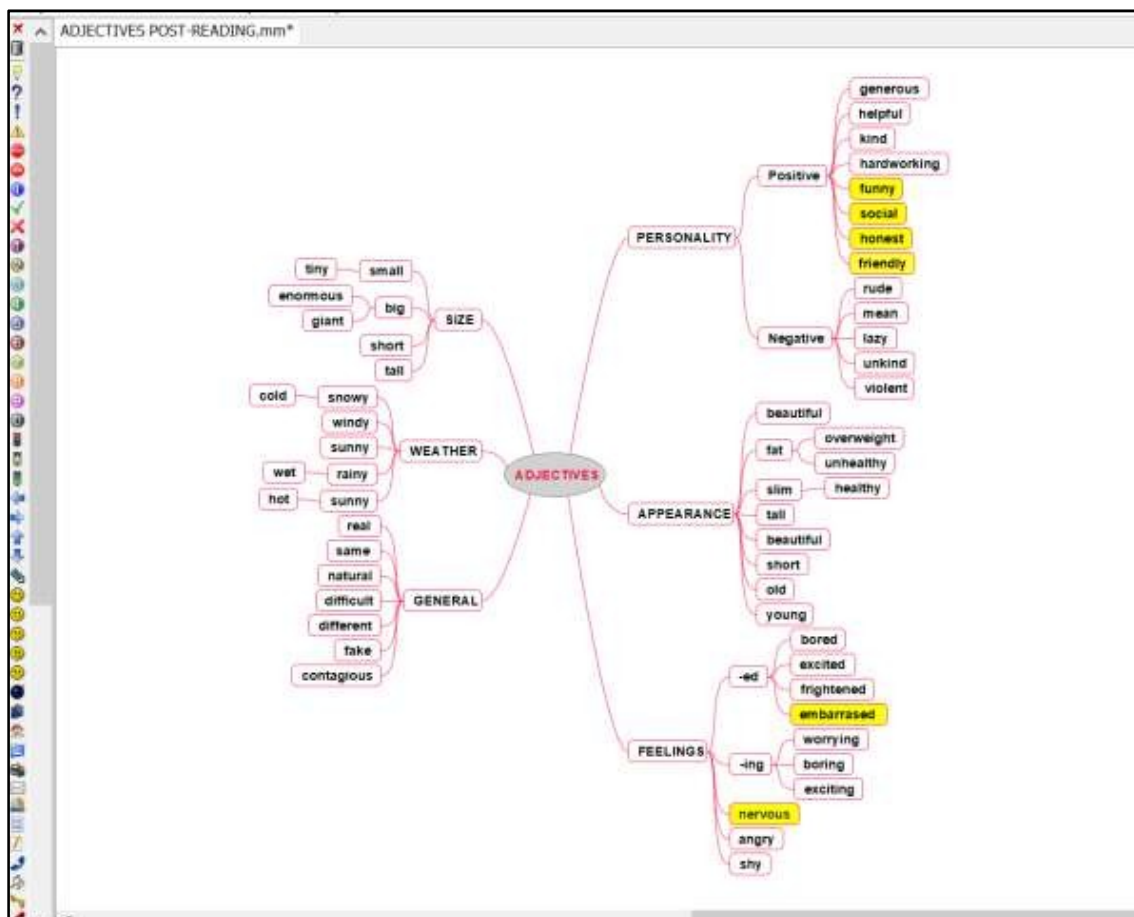 ADJECTIVES POST-READING.mm*
ADJECTIVES
PERSONALITY
Positive
generous
helpful
kind
hardworking
funny
social
honest
friendly
Negative
rude
mean
lazy
unkind
violent
APPEARANCE
beautiful
fat
overweight
unhealthy
slim
healthy
tall
beautiful
short
old
young
FEELINGS
-ed
bored
excited
frightened
embarrased
-ing
worrying
boring
exciting
nervous
angry
shy
SİZE
small
tiny
big
enormous
giant
short
tall
WEATHER
snowy
cold
windy
sunny
rainy
wet
sunny
hot
GENERAL
real
same
natural
difficult
different
fake
contagious